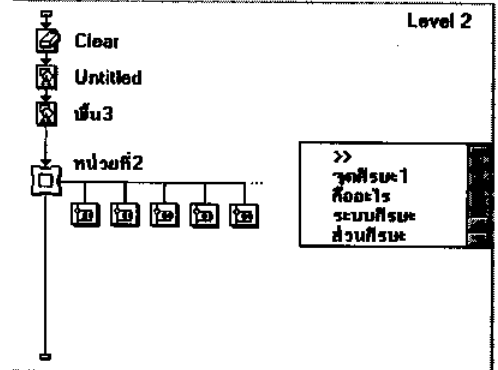 Level 2
Clear
Untitled
พื้น3
หน่วยที่2
>>
จุดศีรษะ1
คืออะไร
ระบบศีรษะ
ส่วนศีรษะ